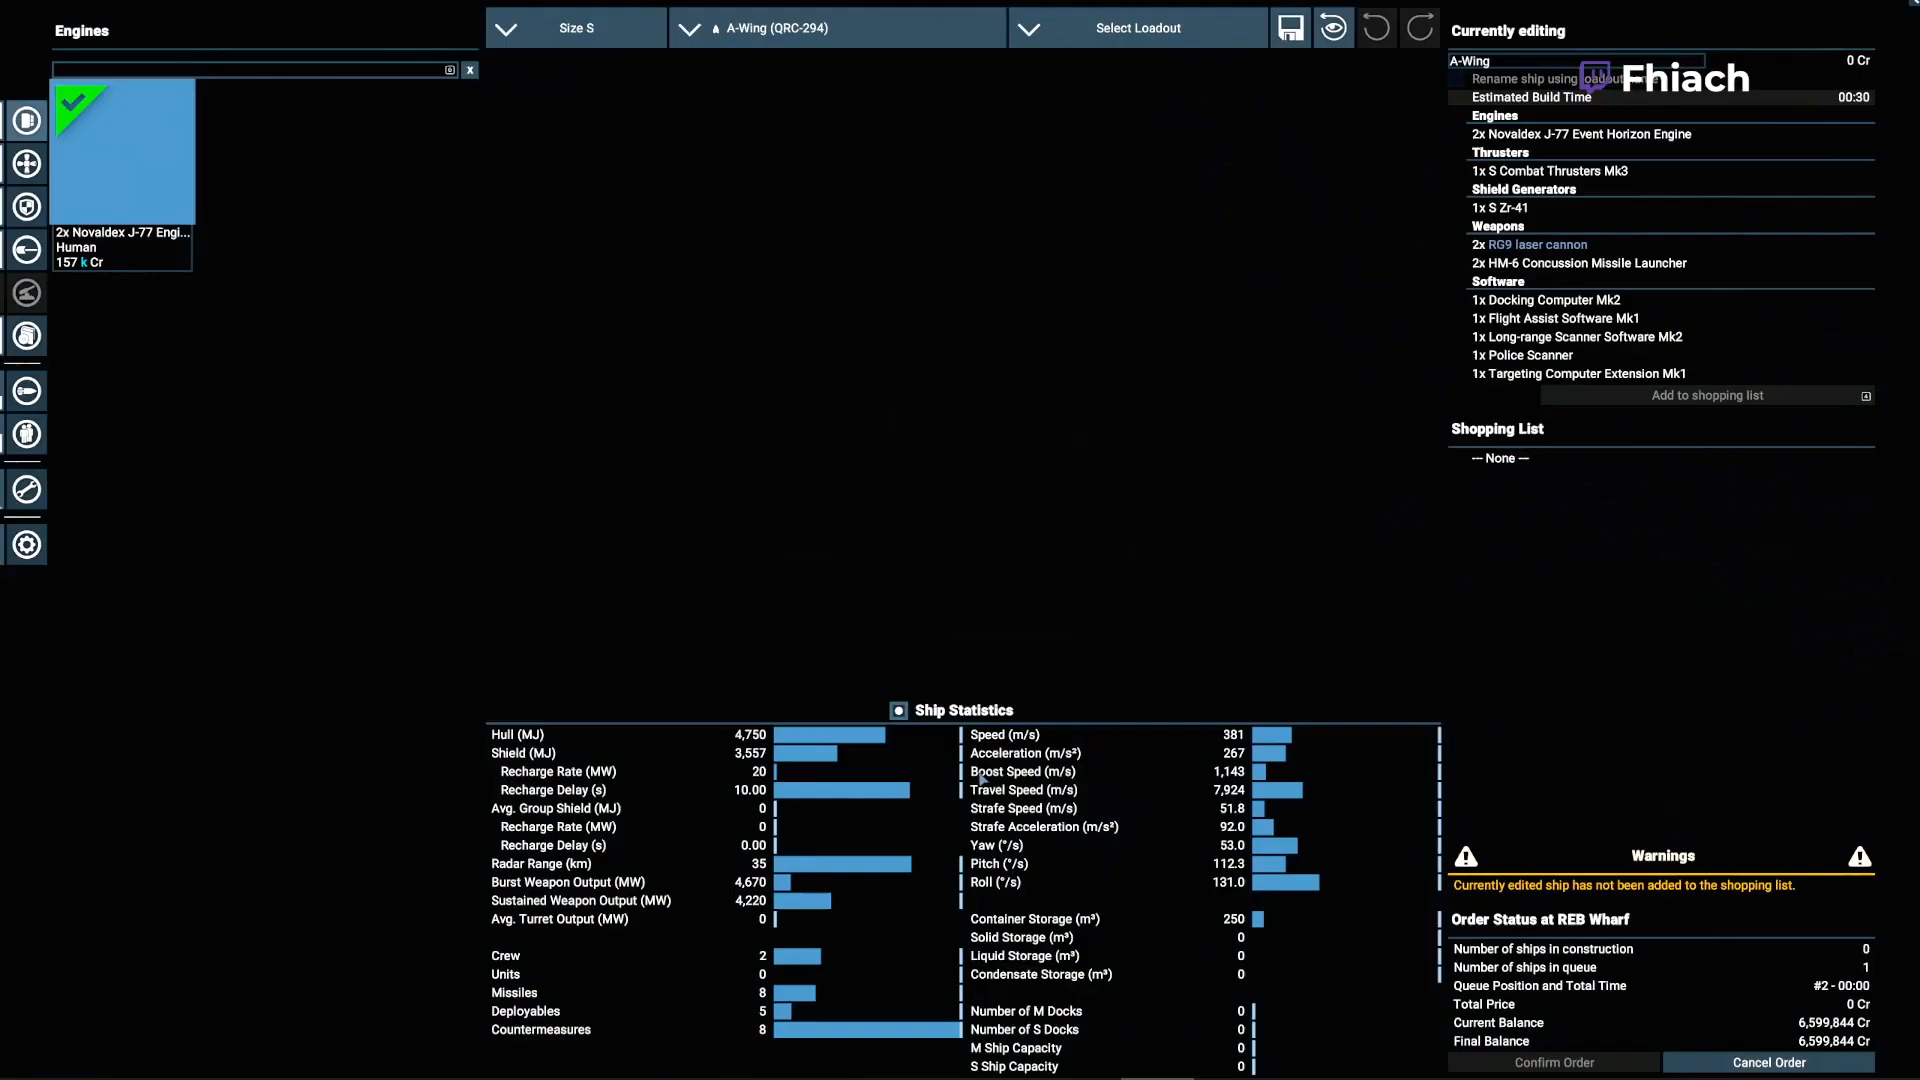 Engines
Size S
A-Wing (QRC-294)
Select Loadout
Currently editing
A-Wing
0 Cr
Rename ship using loadout
Fhiach
Estimated Build Time
00:30
Engines
2x Novaldex J-77 Event Horizon Engine
Thrusters
1x S Combat Thrusters Mk3
Shield Generators
1x S Zr-41
Weapons
2x RG9 laser cannon
2x HM-6 Concussion Missile Launcher
Software
1x Docking Computer Mk2
1x Flight Assist Software Mk1
1x Long-range Scanner Software Mk2
1x Police Scanner
1x Targeting Computer Extension Mk1
Add to shopping list
Shopping List
--- None ---
x
2x Novaldex J-77 Engi...
Human
157 k Cr
Ship Statistics
Hull (MJ) 4,750
Shield (MJ) 3,557
Recharge Rate (MW) 20
Recharge Delay (s) 10.00
Avg. Group Shield (MJ) 0
Recharge Rate (MW) 0
Recharge Delay (s) 0.00
Radar Range (km) 35
Burst Weapon Output (MW) 4,670
Sustained Weapon Output (MW) 4,220
Avg. Turret Output (MW) 0
Crew 2
Units 0
Missiles 8
Deployables 5
Countermeasures 8
Speed (m/s) 381
Acceleration (m/s²) 267
Boost Speed (m/s) 1,143
Travel Speed (m/s) 7,924
Strafe Speed (m/s) 51.8
Strafe Acceleration (m/s²) 92.0
Yaw (°/s) 53.0
Pitch (°/s) 112.3
Roll (°/s) 131.0
Container Storage (m³) 250
Solid Storage (m³) 0
Liquid Storage (m³) 0
Condensate Storage (m³) 0
Number of M Docks 0
Number of S Docks 0
M Ship Capacity 0
S Ship Capacity 0
Warnings
Currently edited ship has not been added to the shopping list.
Order Status at REB Wharf
Number of ships in construction 0
Number of ships in queue 1
Queue Position and Total Time #2 - 00:00
Total Price 0 Cr
Current Balance 6,599,844 Cr
Final Balance 6,599,844 Cr
Confirm Order
Cancel Order